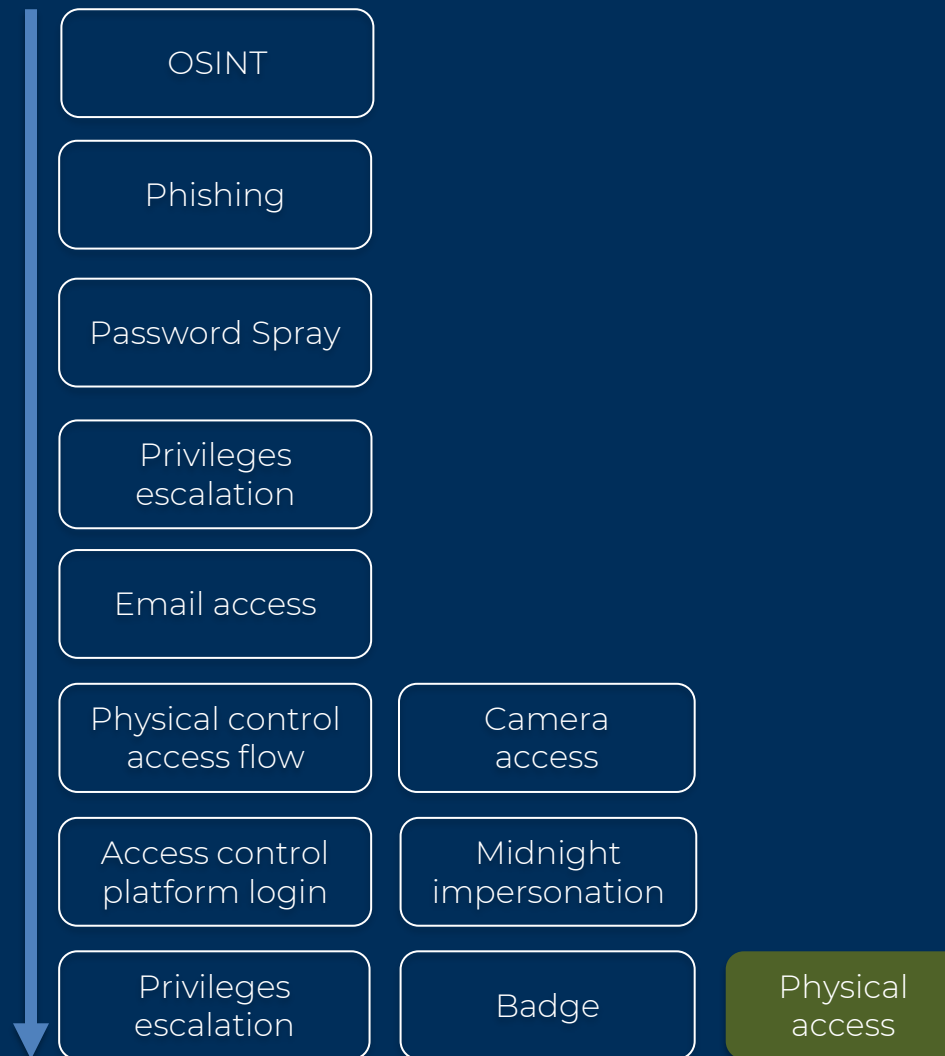 OSINT
Phishing
Password Spray
Privileges
escalation
Email access
Physical control
access flow
Camera
access
Access control
platform login
Midnight
impersonation
Privileges
escalation
Badge
Physical
access